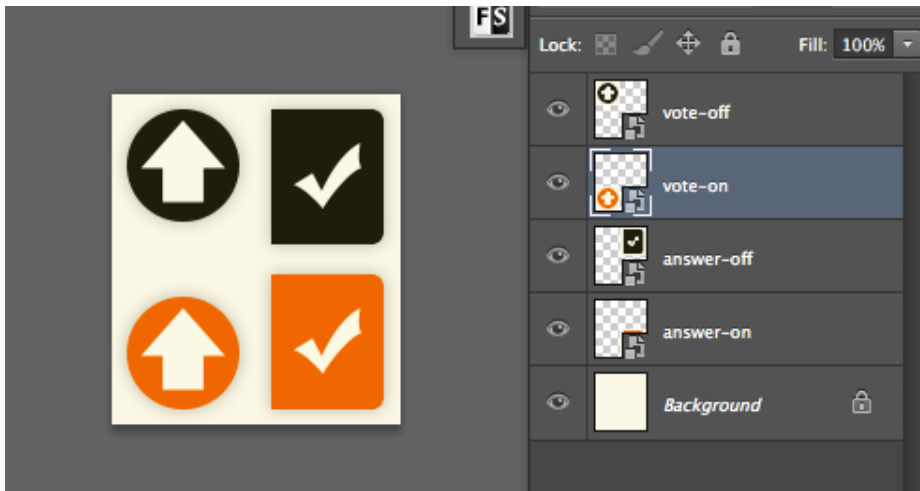 FS
Lock:
Fill: 100%
vote-off
vote-on
answer-off
answer-on
Background